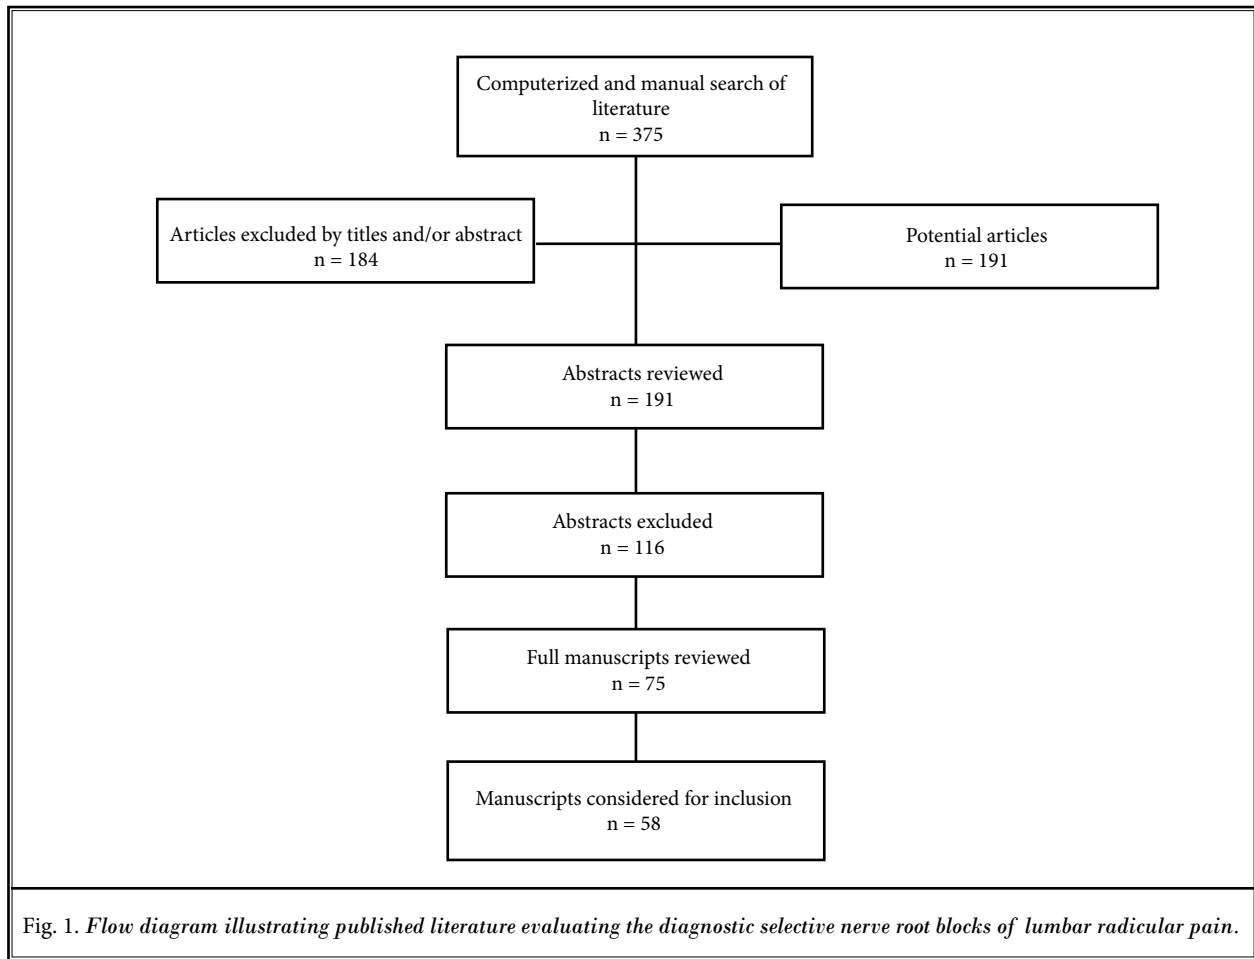 Computerized and manual search of
literature
n = 375
Articles excluded by titles and/or abstract
n = 184
Potential articles
n = 191
Abstracts reviewed
n = 191
Abstracts excluded
n = 116
Full manuscripts reviewed
n = 75
Manuscripts considered for inclusion
n = 58
Fig. 1. Flow diagram illustrating published literature evaluating the diagnostic selective nerve root blocks of lumbar radicular pain.